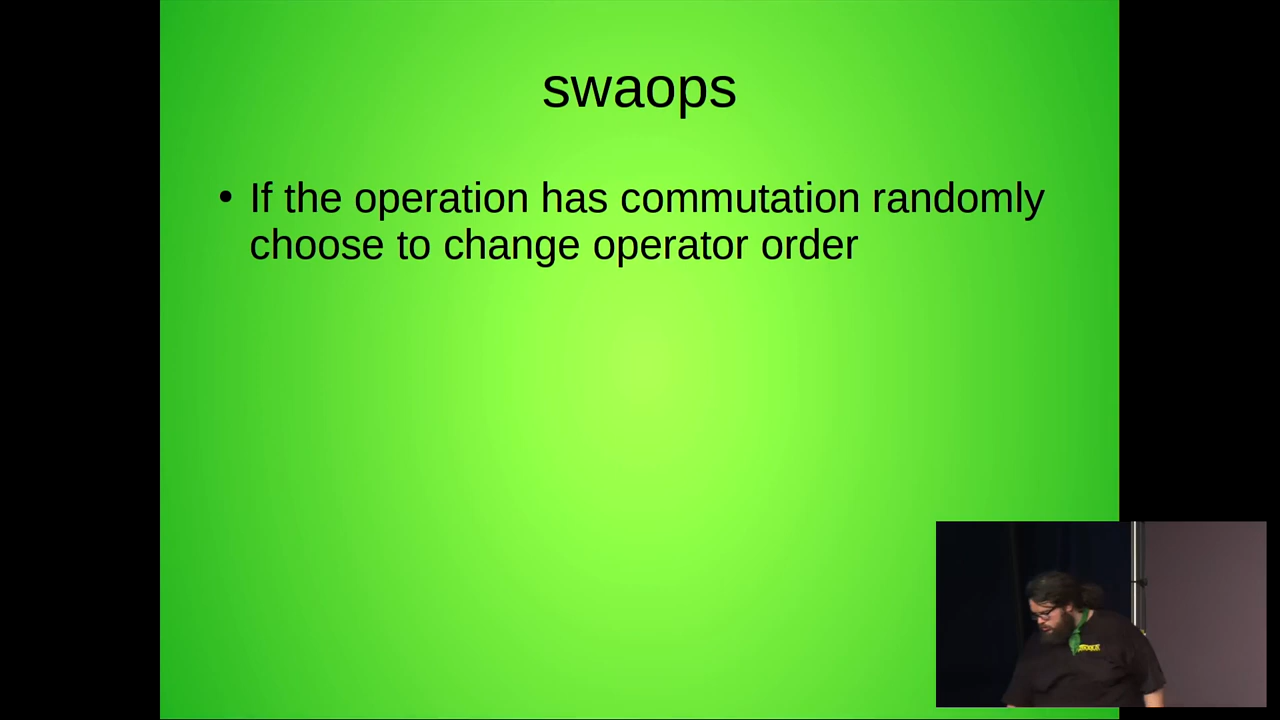 swaops
• If the operation has commutation randomly
choose to change operator order